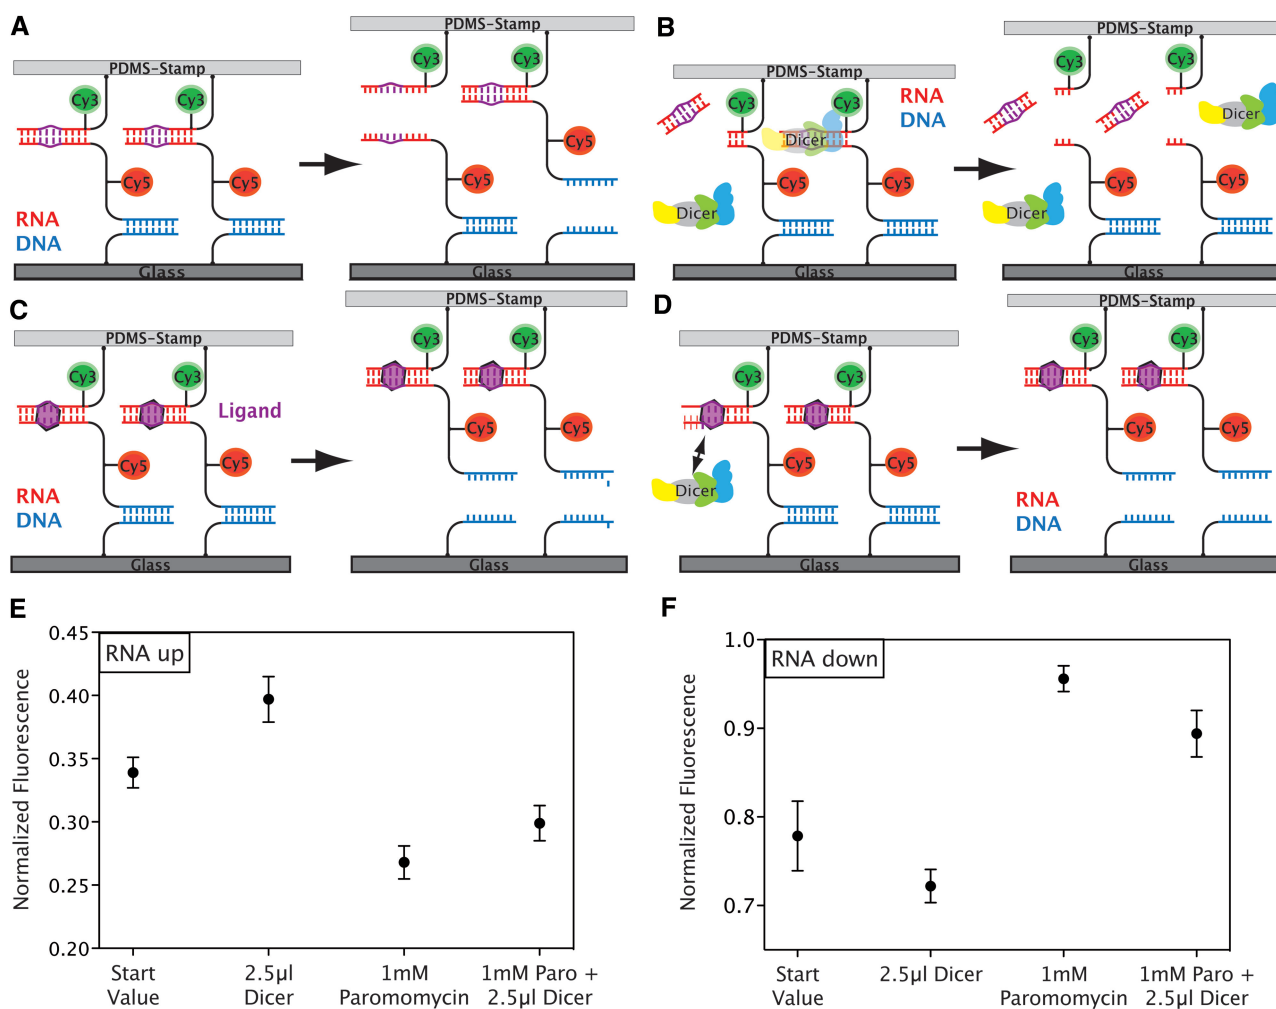 A
PDMS-Stamp
Cy3
Cy3
Cy5
Cy5
RNA
DNA
Glass
PDMS-Stamp
Cy3
Cy3
Cy5
Cy5
Glass
B
PDMS-Stamp
Cy3
Cy3
RNA
DNA
Dicer
Cy5
Cy5
Dicer
Glass
PDMS-Stamp
Cy3
Cy3
Dicer
Cy5
Cy5
Dicer
Glass
C
PDMS-Stamp
Cy3
Cy3
Ligand
Cy5
Cy5
RNA
DNA
Glass
PDMS-Stamp
Cy3
Cy3
Cy5
Cy5
Glass
D
PDMS-Stamp
Cy3
Cy3
Cy5
Cy5
Dicer
Glass
PDMS-Stamp
Cy3
Cy3
Cy5
Cy5
RNA
DNA
Glass
E
RNA up
Normalized Fluorescence
0.45
0.40
0.35
0.30
0.25
0.20
Start
Value
2.5µl
Dicer
1mM
Paromomycin
1mM Paro +
2.5µl Dicer
F
RNA down
Normalized Fluorescence
1.0
0.9
0.8
0.7
Start
Value
2.5µl Dicer
1mM
Paromomycin
1mM Paro +
2.5µl Dicer